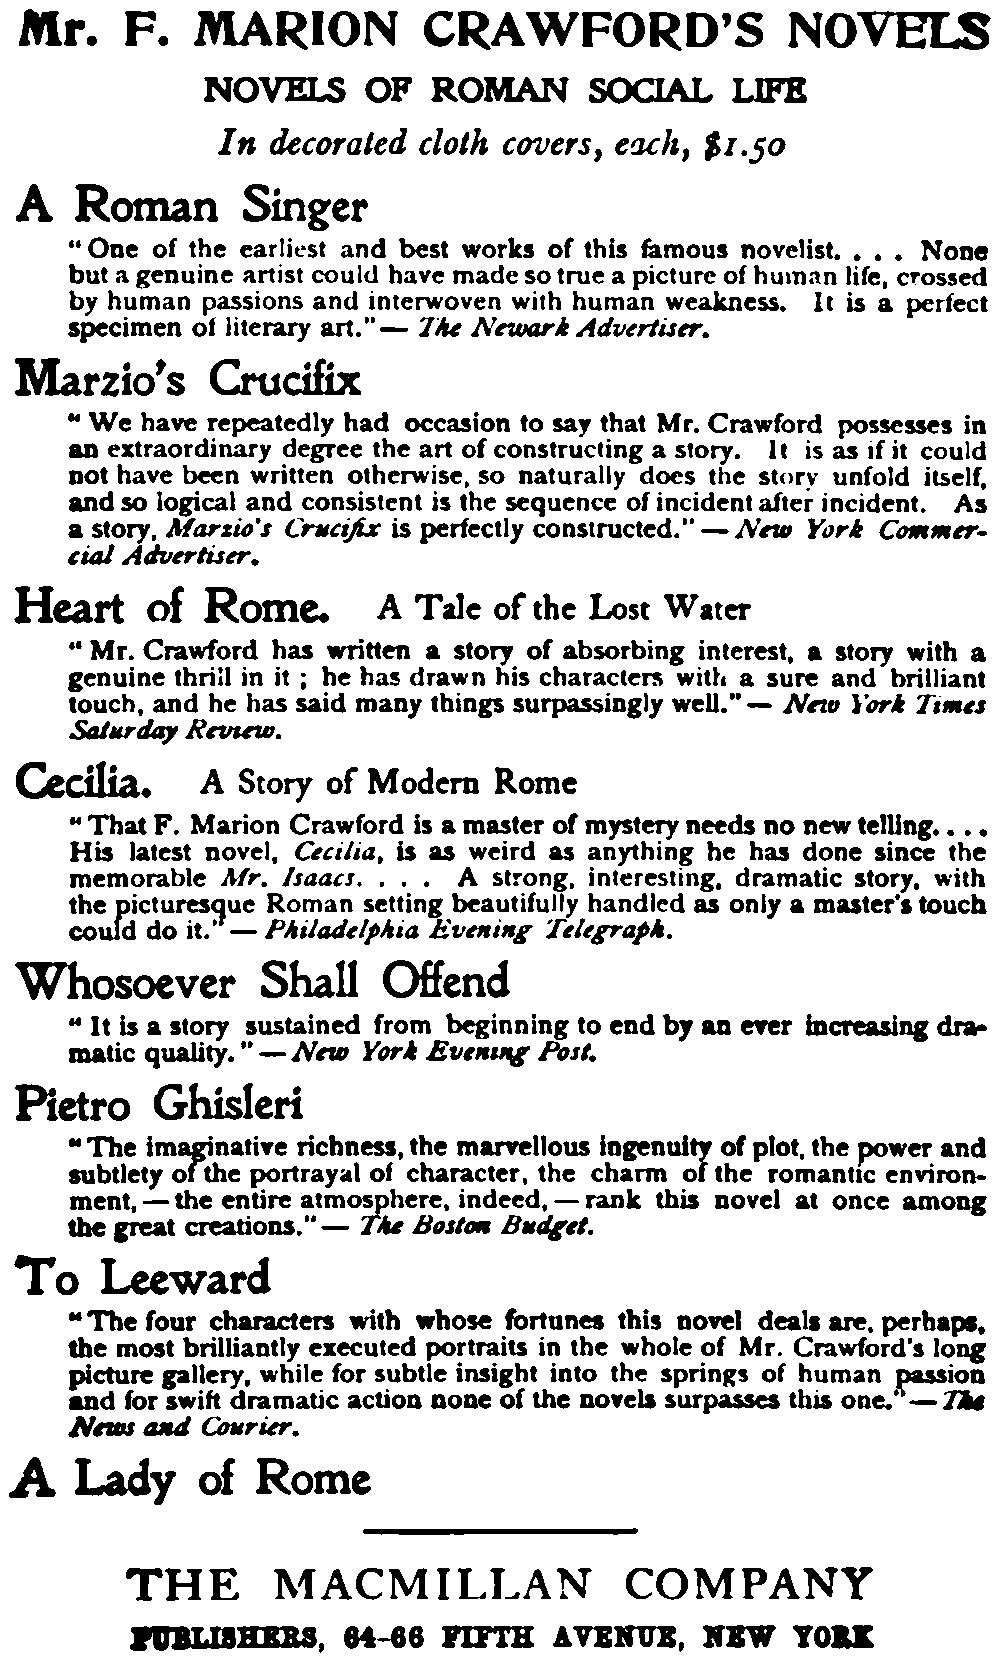 Mr. F. MARION CRAWFORD'S NOVELS
NOVELS OF ROMAN SOCIAL LIFE
In decorated cloth covers, each, $1.50
A Roman Singer
"One of the earliest and best works of this famous novelist. . . . None
but a genuine artist could have made so true a picture of human life, crossed
by human passions and interwoven with human weakness. It is a perfect
specimen of literary art."— The Newark Advertiser.
Marzio's Crucifix
"We have repeatedly had occasion to say that Mr. Crawford possesses in
an extraordinary degree the art of constructing a story. It is as if it could
not have been written otherwise, so naturally does the story unfold itself,
and so logical and consistent is the sequence of incident after incident. As
a story, Marzio's Crucifix is perfectly constructed."—New York Commer-
cial Advertiser.
Heart of Rome. A Tale of the Lost Water
"Mr. Crawford has written a story of absorbing interest, a story with a
genuine thrill in it ; he has drawn his characters with a sure and brilliant
touch, and he has said many things surpassingly well."— New York Times
Saturday Review.
Cecilia. A Story of Modern Rome
"That F. Marion Crawford is a master of mystery needs no new telling. . . .
His latest novel, Cecilia, is as weird as anything he has done since the
memorable Mr. Isaacs. . . . A strong, interesting, dramatic story, with
the picturesque Roman setting beautifully handled as only a master's touch
could do it."— Philadelphia Evening Telegraph.
Whosoever Shall Offend
"It is a story sustained from beginning to end by an ever increasing dra-
matic quality."—New York Evening Post.
Pietro Ghisleri
"The imaginative richness, the marvellous ingenuity of plot, the power and
subtlety of the portrayal of character, the charm of the romantic environ-
ment,—the entire atmosphere, indeed,—rank this novel at once among
the great creations."— The Boston Budget.
To Leeward
"The four characters with whose fortunes this novel deals are, perhaps,
the most brilliantly executed portraits in the whole of Mr. Crawford's long
picture gallery, while for subtle insight into the springs of human passion
and for swift dramatic action none of the novels surpasses this one."—The
News and Courier.
A Lady of Rome
THE MACMILLAN COMPANY
PUBLISHERS, 64-66 FIFTH AVENUE, NEW YORK